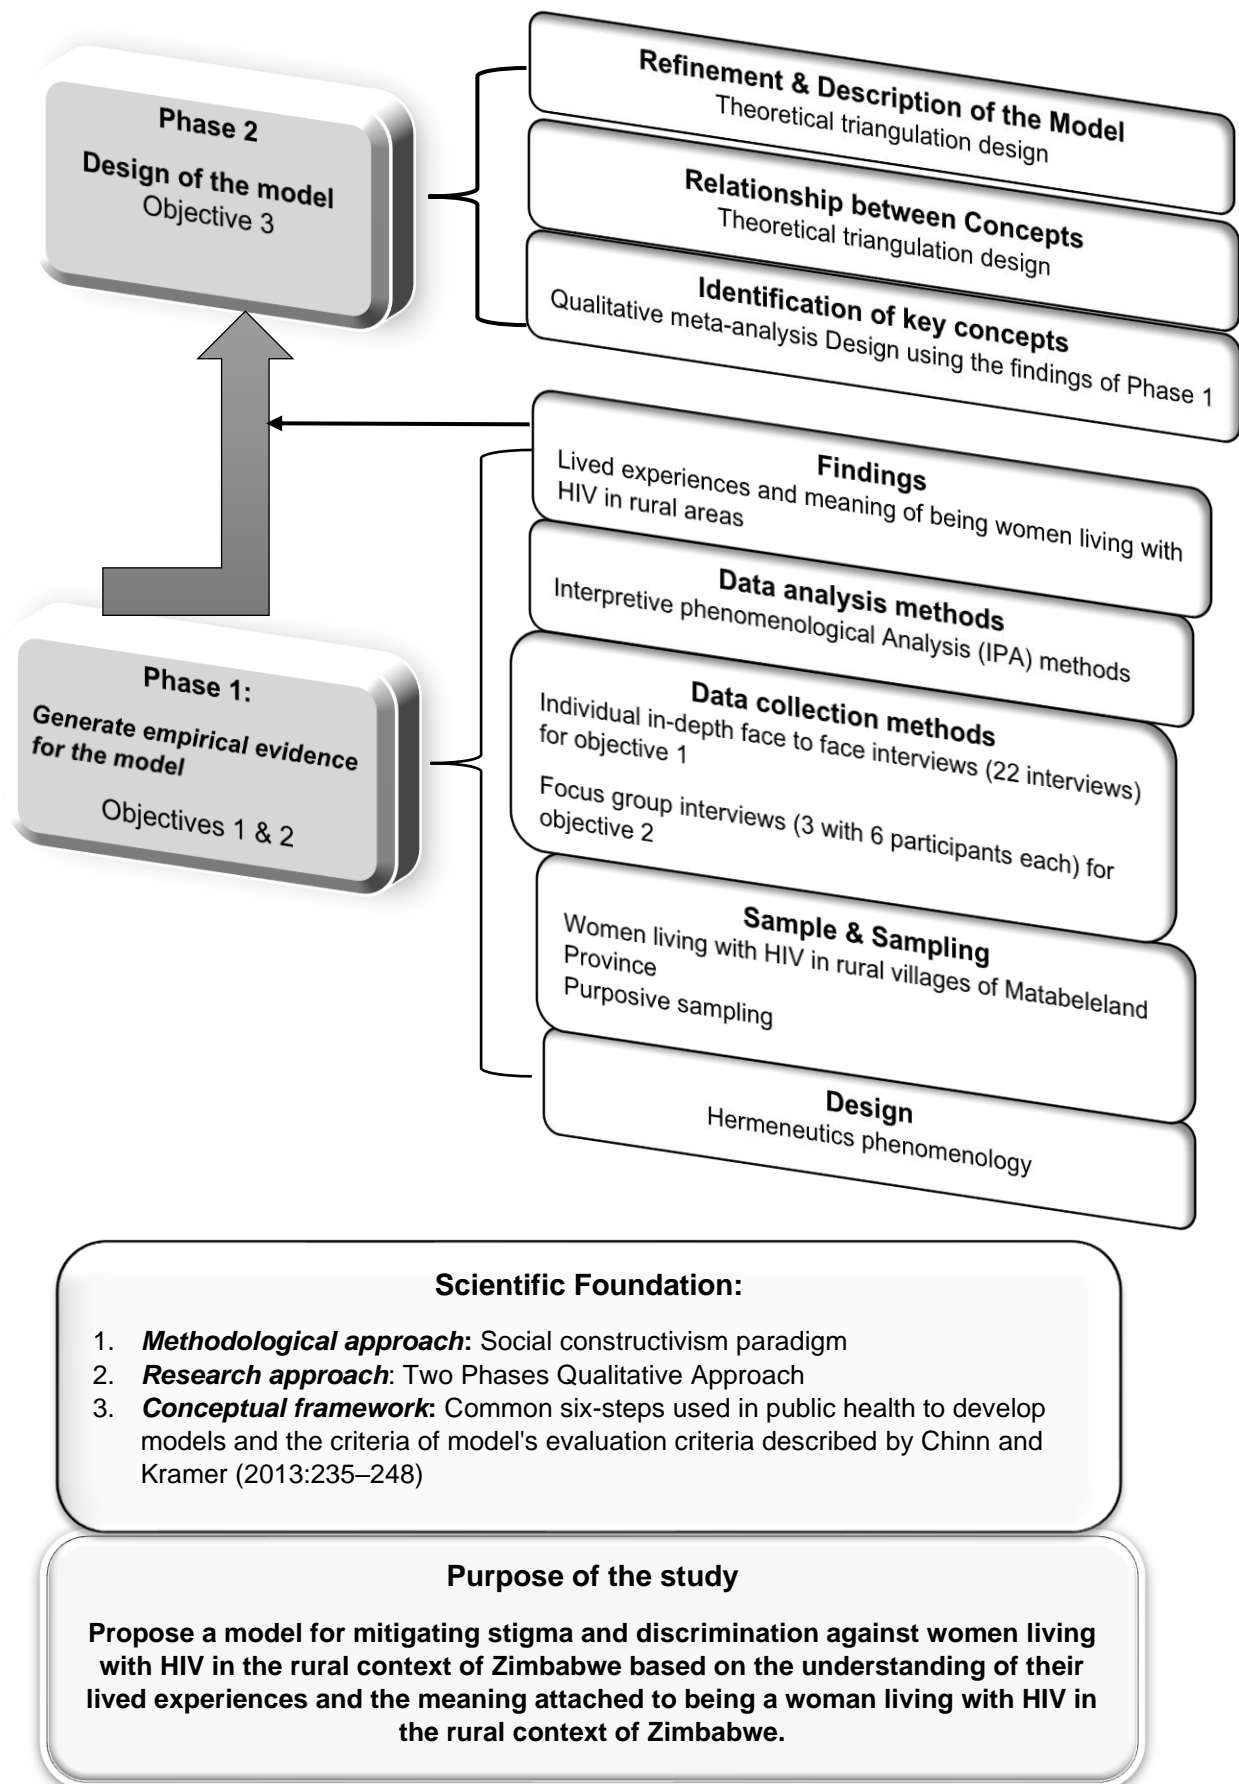 Phase 2
Design of the model
Objective 3
Refinement & Description of the Model
Theoretical triangulation design
Relationship between Concepts
Theoretical triangulation design
Identification of key concepts
Qualitative meta-analysis Design using the findings of Phase 1
Findings
Lived experiences and meaning of being women living with
HIV in rural areas
Data analysis methods
Interpretive phenomenological Analysis (IPA) methods
Phase 1:
Generate empirical evidence
for the model
Objectives 1 & 2
Data collection methods
Individual in-depth face to face interviews (22 interviews)
for objective 1
Focus group interviews (3 with 6 participants each) for
objective 2
Sample & Sampling
Women living with HIV in rural villages of Matabeleland
Province
Purposive sampling
Design
Hermeneutics phenomenology
Scientific Foundation:
1. Methodological approach: Social constructivism paradigm
2. Research approach: Two Phases Qualitative Approach
3. Conceptual framework: Common six-steps used in public health to develop
models and the criteria of model's evaluation criteria described by Chinn and
Kramer (2013:235–248)
Purpose of the study
Propose a model for mitigating stigma and discrimination against women living
with HIV in the rural context of Zimbabwe based on the understanding of their
lived experiences and the meaning attached to being a woman living with HIV in
the rural context of Zimbabwe.